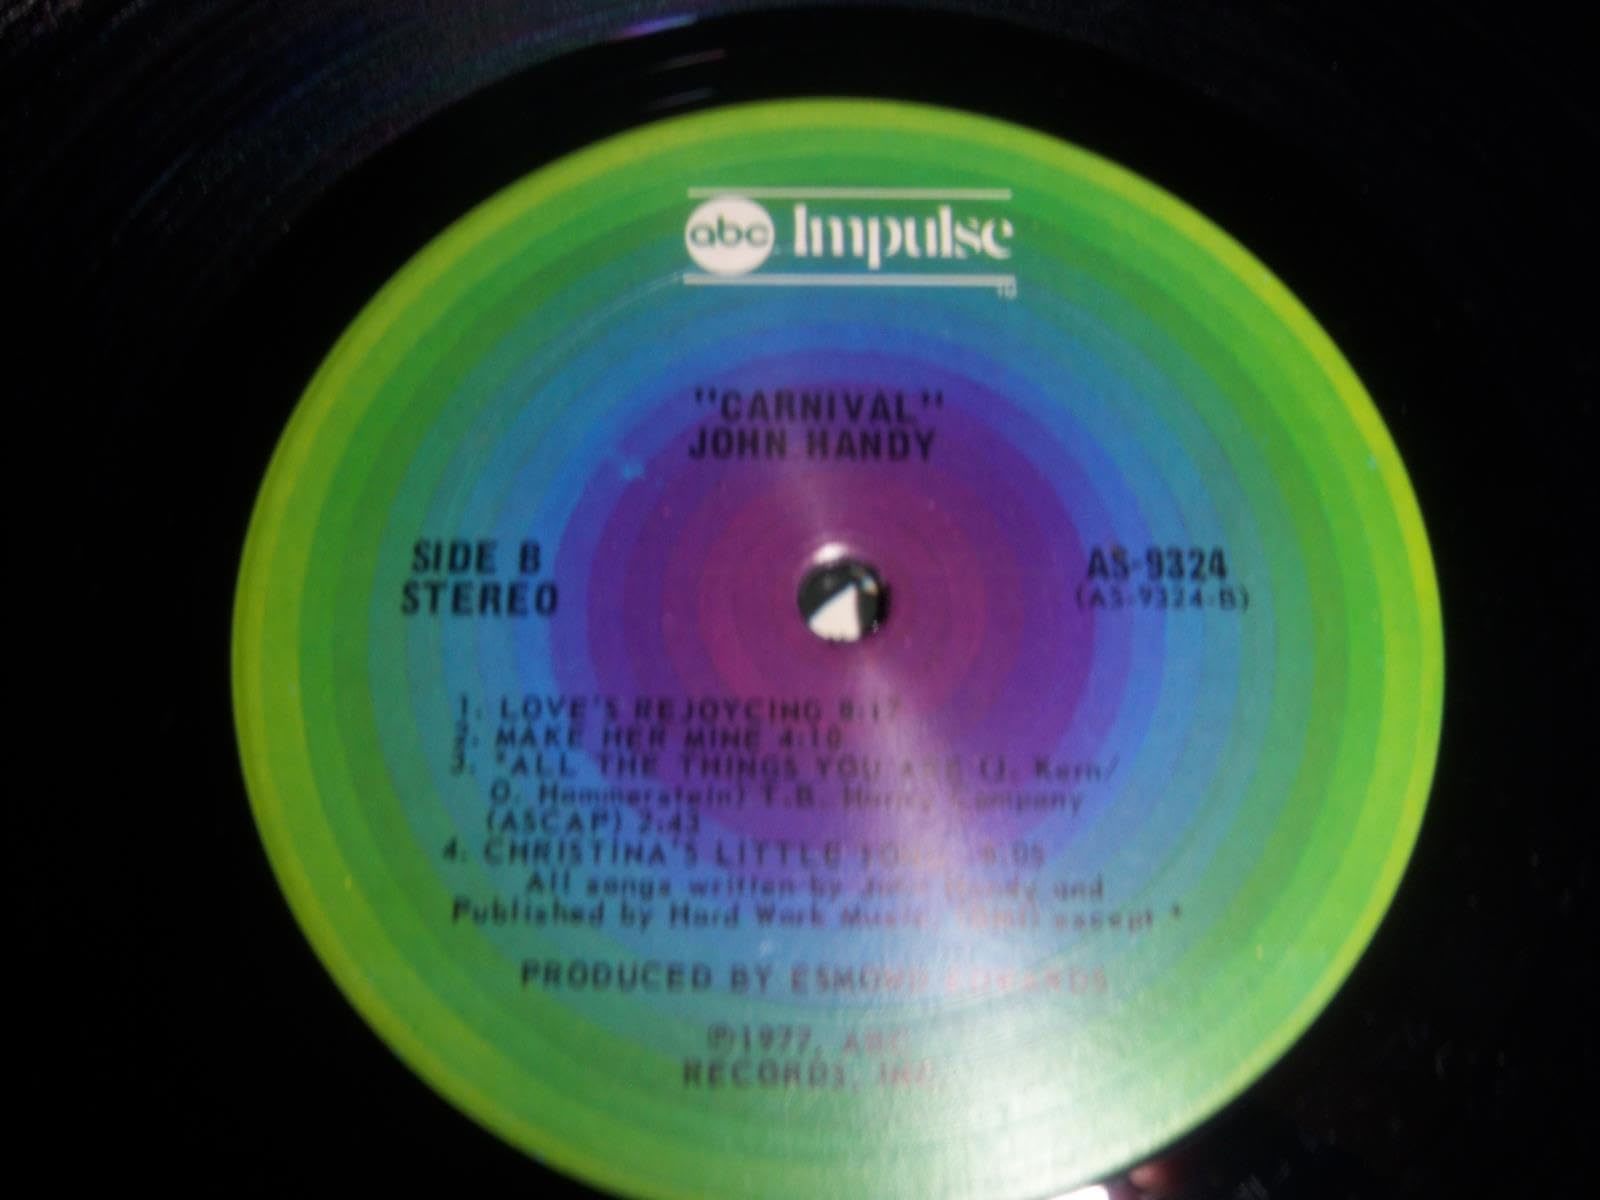 abc Impulse
"CARNIVAL"
JOHN HANDY
SIDE B
STEREO
AS-9324
(AS-9324-B)
1. LOVE'S REJOYCING 8:17
2. MAKE HER MINE 4:10
3. *ALL THE THINGS YOU ARE (J. Kern/
O. Hammerstein) T.B. Harms Company
(ASCAP) 2:43
4. CHRISTINA'S LITTLE :05
All songs written by John Handy and
Published by Hard Work Music, (BMI) except *
PRODUCED BY ESMOND EDWARDS
℗1977, ABC
RECORDS, INC.